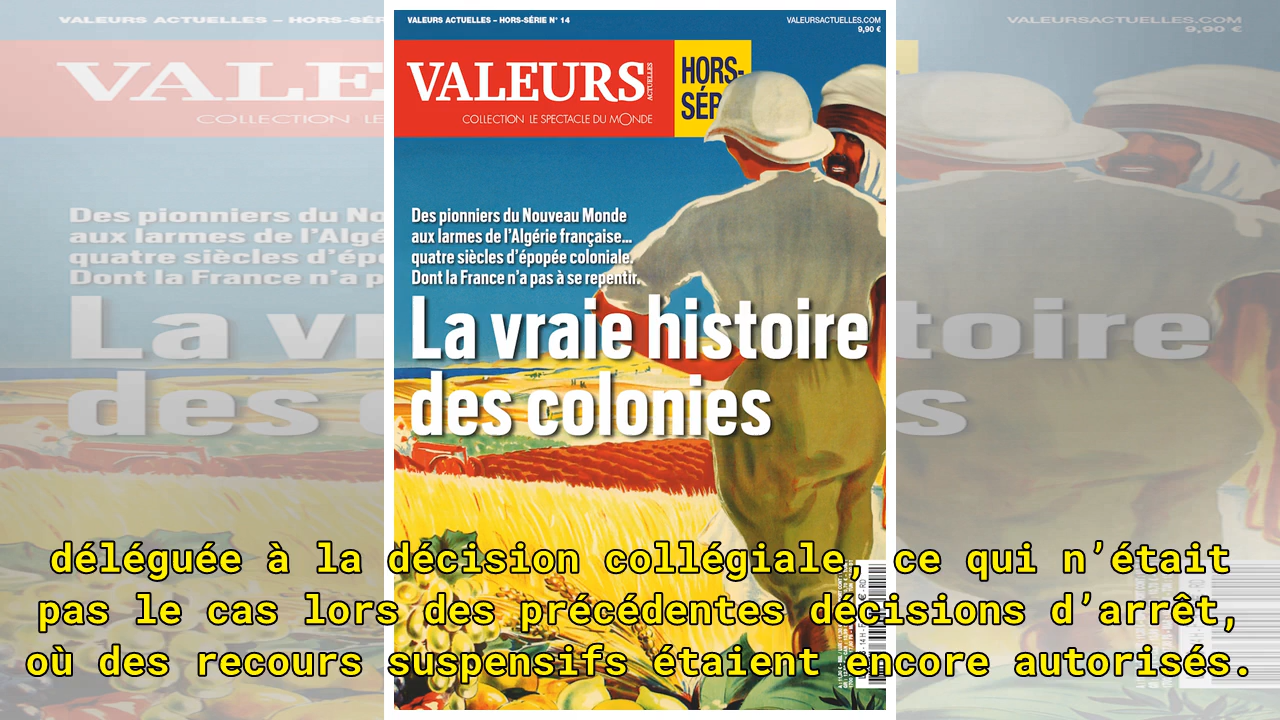 VALEURS ACTUELLES – HORS-SÉRIE N° 14
VALEURSACTUELLES.COM
9,90 €
VALEURS
ACTUELLES
HORS-
COLLECTION LE SPECTACLE DU MONDE
Des pionniers du Nouveau Monde
aux larmes de l'Algérie française...
quatre siècles d'épopée coloniale.
Dont la France n'a pas à se repentir.
La vraie histoire
des colonies
déléguée à la décision collégiale, ce qui n’était
pas le cas lors des précédentes décisions d’arrêt,
où des recours suspensifs étaient encore autorisés.